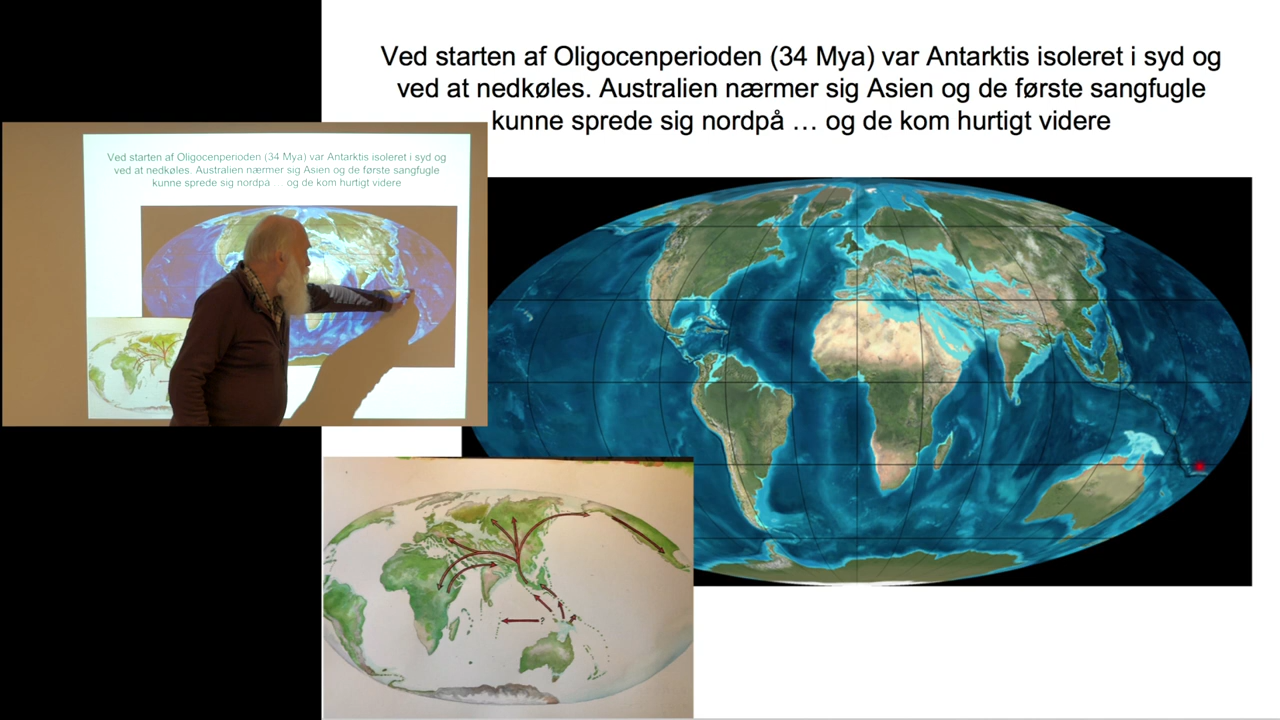 Ved starten af Oligocenperioden (34 Mya) var Antarktis isoleret i syd og
ved at nedkøles. Australien nærmer sig Asien og de første sangfugle
kunne sprede sig nordpå … og de kom hurtigt videre
Ved starten af Oligocenperioden (34 Mya) var Antarktis isoleret i syd og
ved at nedkøles. Australien nærmer sig Asien og de første sangfugle
kunne sprede sig nordpå … og de kom hurtigt videre